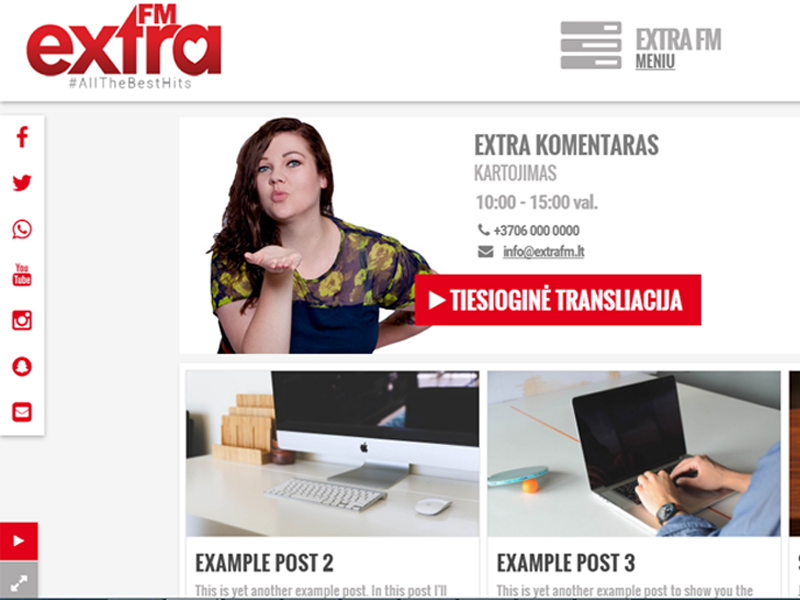 FM
extra
#AllTheBestHits
EXTRA FM
MENIU
EXTRA KOMENTARAS
KARTOJIMAS
10:00 - 15:00 val.
+3706 000 0000
info@extrafm.lt
TIESIOGINĖ TRANSLIACIJA
You
Tube
EXAMPLE POST 2
This is yet another example post. In this post I'll
EXAMPLE POST 3
This is yet another example post to show you the